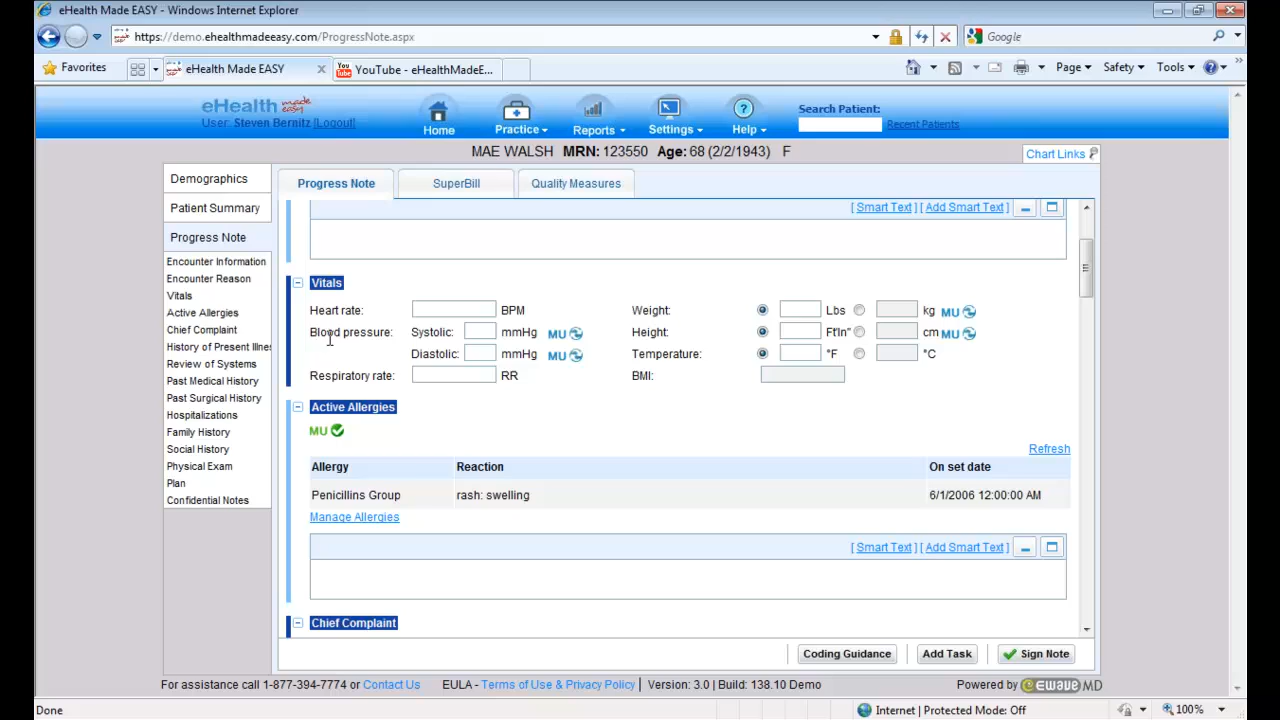 eHealth Made EASY - Windows Internet Explorer
https://demo.ehealthmadeeasy.com/ProgressNote.aspx
Google
Favorites
eHealth Made EASY
YouTube - eHealthMadeE...
Page
Safety
Tools
eHealth made easy
User: Steven Bernitz [Logout]
Home
Practice
Reports
Settings
Help
Search Patient:
Recent Patients
MAE WALSH MRN: 123550 Age: 68 (2/2/1943) F
Chart Links
Demographics
Patient Summary
Progress Note
Encounter Information
Encounter Reason
Vitals
Active Allergies
Chief Complaint
History of Present Illnes
Review of Systems
Past Medical History
Past Surgical History
Hospitalizations
Family History
Social History
Physical Exam
Plan
Confidential Notes
Progress Note
SuperBill
Quality Measures
[ Smart Text ] [ Add Smart Text ]
Vitals
Heart rate: BPM Weight: Lbs kg MU
Blood pressure: Systolic: mmHg MU Height: Ft'In" cm MU
Diastolic: mmHg MU Temperature: °F °C
Respiratory rate: RR BMI:
Active Allergies
MU
Refresh
Allergy Reaction On set date
Penicillins Group rash: swelling 6/1/2006 12:00:00 AM
Manage Allergies
[ Smart Text ] [ Add Smart Text ]
Chief Complaint
Coding Guidance
Add Task
Sign Note
For assistance call 1-877-394-7774 or Contact Us EULA - Terms of Use & Privacy Policy | Version: 3.0 | Build: 138.10 Demo Powered by eWAVE MD
Done
Internet | Protected Mode: Off
100%